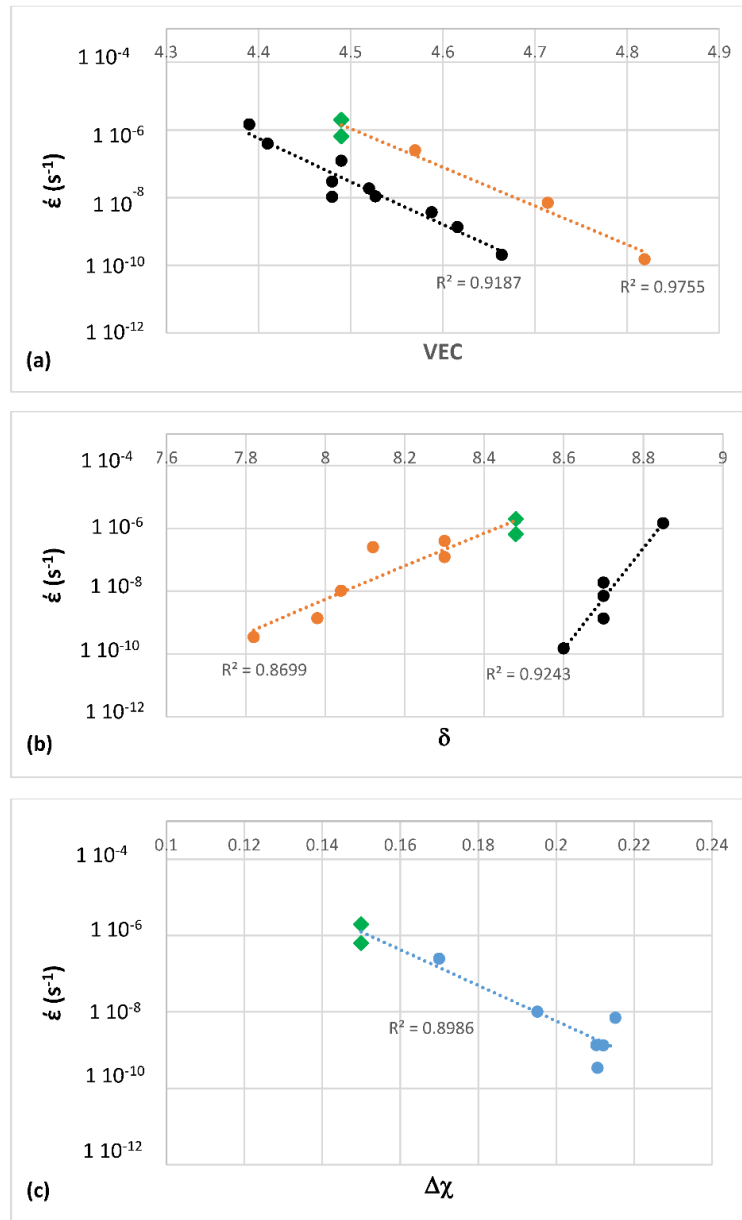 4.3 4.4 4.5 4.6 4.7 4.8 4.9
1 10-4
1 10-6
1 10-8
1 10-10
1 10-12
έ (s-1)
R² = 0.9187
R² = 0.9755
VEC
(a)
7.6 7.8 8 8.2 8.4 8.6 8.8 9
1 10-4
1 10-6
1 10-8
1 10-10
1 10-12
έ (s-1)
R² = 0.8699
R² = 0.9243
δ
(b)
0.1 0.12 0.14 0.16 0.18 0.2 0.22 0.24
1 10-4
1 10-6
1 10-8
1 10-10
1 10-12
έ (s-1)
R² = 0.8986
Δχ
(c)